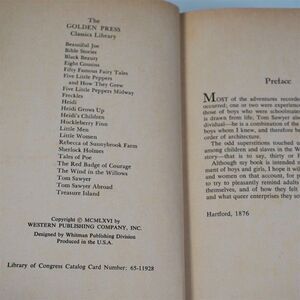 The
GOLDEN PRESS
Classics Library
Beautiful Joe
Bible Stories
Black Beauty
Eight Cousins
Fifty Famous Fairy Tales
Five Little Peppers
and How They Grew
Five Little Peppers Midway
Freckles
Heidi
Heidi Grows Up
Heidi's Children
Huckleberry Finn
Little Men
Little Women
Rebecca of Sunnybrook Farm
Sherlock Holmes
Tales of Poe
The Red Badge of Courage
The Wind in the Willows
Tom Sawyer
Tom Sawyer Abroad
Treasure Island
Copyright © MCMLXVI by
WESTERN PUBLISHING COMPANY, INC.
Designed by Whitman Publishing Division
Produced in the U.S.A.
Library of Congress Catalog Card Number: 65-11928
Preface
MOST of the adventures recorded
occurred; one or two were experiences
those of boys who were schoolmates
is drawn from life; Tom Sawyer also
dividual—he is a combination of the
boys whom I knew, and therefore
order of architecture.
The odd superstitions touched
among children and slaves in the W
story—that is to say, thirty or f
Although my book is intended
ment of boys and girls, I hope it will
women on that account, for
to try to pleasantly remind adults
themselves, and of how they felt
and what queer enterprises they so
Hartford, 1876